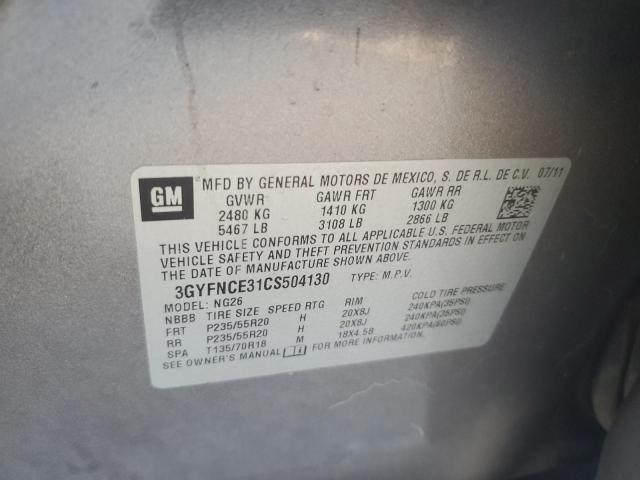 GM
MFD BY GENERAL MOTORS DE MEXICO, S. DE R.L. DE C.V. 07/11
GVWR GAWR FRT GAWR RR
2480 KG 1410 KG 1300 KG
5467 LB 3108 LB 2866 LB
THIS VEHICLE CONFORMS TO ALL APPLICABLE U.S. FEDERAL MOTOR
VEHICLE SAFETY AND THEFT PREVENTION STANDARDS IN EFFECT ON
THE DATE OF MANUFACTURE SHOWN ABOVE.
3GYFNCE31CS504130 TYPE: M.P.V.
MODEL: NG26
NBBB TIRE SIZE SPEED RTG RIM COLD TIRE PRESSURE
FRT P235/55R20 H 20X8J 240KPA(35PSI)
RR P235/55R20 H 20X8J 240KPA(35PSI)
SPA T135/70R18 M 18X4.5B 420KPA(60PSI)
SEE OWNER'S MANUAL FOR MORE INFORMATION.